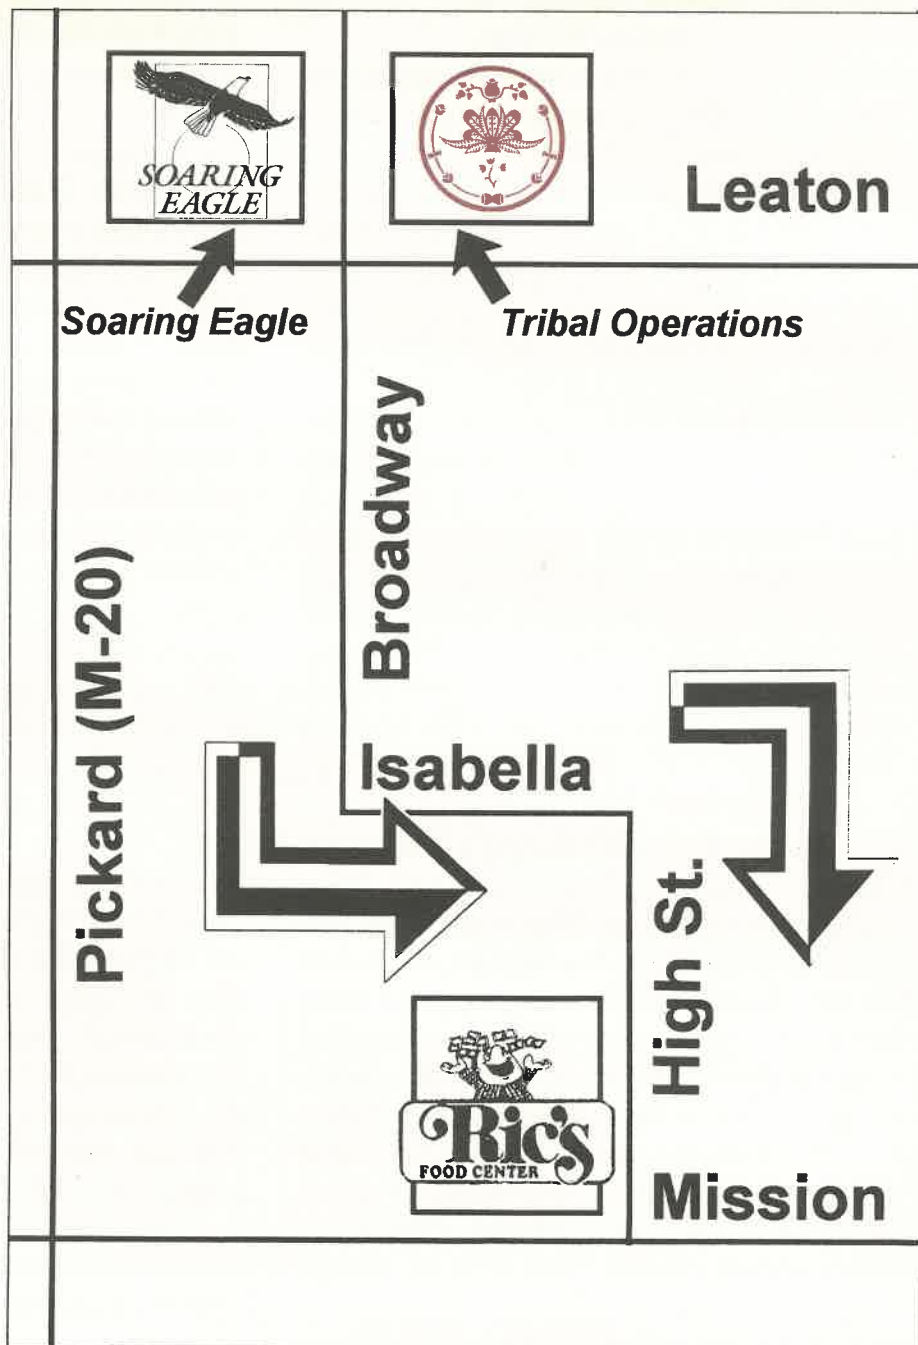 SOARING
EAGLE
Leaton
Soaring Eagle
Tribal Operations
Broadway
Pickard (M-20)
Isabella
High St.
Ric's
FOOD CENTER
Mission